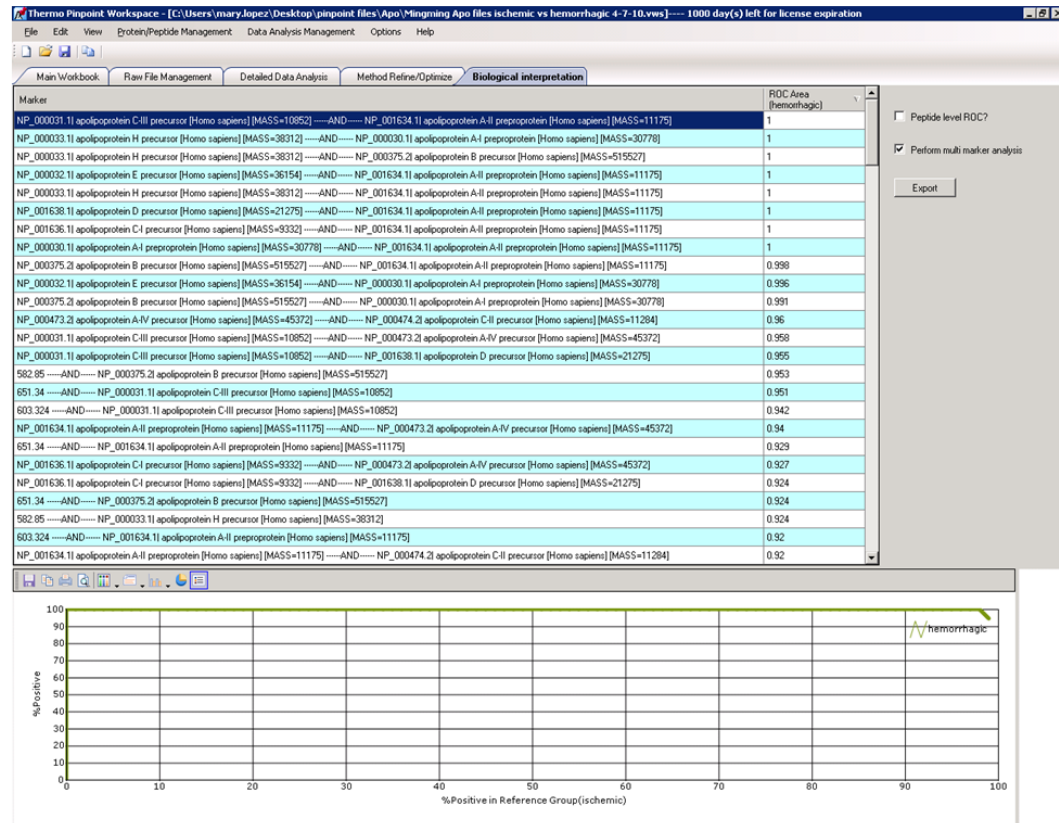 Thermo Pinpoint Workspace - [C:\Users\mary.lopez\Desktop\pinpoint files\Apo\Mingming Apo files ischemic vs hemorrhagic 4-7-10.vws]---- 1000 day(s) left for license expiration
File Edit View Protein/Peptide Management Data Analysis Management Options Help
Main Workbook Raw File Management Detailed Data Analysis Method Refine/Optimize Biological interpretation
Marker ROC Area (hemorrhagic)
NP_000031.1| apolipoprotein C-III precursor [Homo sapiens] [MASS=10852] -----AND----- NP_001634.1| apolipoprotein A-II preproprotein [Homo sapiens] [MASS=11175] 1
NP_000033.1| apolipoprotein H precursor [Homo sapiens] [MASS=38312] -----AND----- NP_000030.1| apolipoprotein A-I preproprotein [Homo sapiens] [MASS=30778] 1
NP_000033.1| apolipoprotein H precursor [Homo sapiens] [MASS=38312] -----AND----- NP_000375.2| apolipoprotein B precursor [Homo sapiens] [MASS=515527] 1
NP_000032.1| apolipoprotein E precursor [Homo sapiens] [MASS=36154] -----AND----- NP_001634.1| apolipoprotein A-II preproprotein [Homo sapiens] [MASS=11175] 1
NP_000033.1| apolipoprotein H precursor [Homo sapiens] [MASS=38312] -----AND----- NP_001634.1| apolipoprotein A-II preproprotein [Homo sapiens] [MASS=11175] 1
NP_001638.1| apolipoprotein D precursor [Homo sapiens] [MASS=21275] -----AND----- NP_001634.1| apolipoprotein A-II preproprotein [Homo sapiens] [MASS=11175] 1
NP_001636.1| apolipoprotein C-I precursor [Homo sapiens] [MASS=9332] -----AND----- NP_001634.1| apolipoprotein A-II preproprotein [Homo sapiens] [MASS=11175] 1
NP_000030.1| apolipoprotein A-I preproprotein [Homo sapiens] [MASS=30778] -----AND----- NP_001634.1| apolipoprotein A-II preproprotein [Homo sapiens] [MASS=11175] 1
NP_000375.2| apolipoprotein B precursor [Homo sapiens] [MASS=515527] -----AND----- NP_001634.1| apolipoprotein A-II preproprotein [Homo sapiens] [MASS=11175] 0.998
NP_000032.1| apolipoprotein E precursor [Homo sapiens] [MASS=36154] -----AND----- NP_000030.1| apolipoprotein A-I preproprotein [Homo sapiens] [MASS=30778] 0.996
NP_000375.2| apolipoprotein B precursor [Homo sapiens] [MASS=515527] -----AND----- NP_000030.1| apolipoprotein A-I preproprotein [Homo sapiens] [MASS=30778] 0.991
NP_000473.2| apolipoprotein A-IV precursor [Homo sapiens] [MASS=45372] -----AND----- NP_000474.2| apolipoprotein C-II precursor [Homo sapiens] [MASS=11284] 0.96
NP_000031.1| apolipoprotein C-III precursor [Homo sapiens] [MASS=10852] -----AND----- NP_000473.2| apolipoprotein A-IV precursor [Homo sapiens] [MASS=45372] 0.958
NP_000031.1| apolipoprotein C-III precursor [Homo sapiens] [MASS=10852] -----AND----- NP_001638.1| apolipoprotein D precursor [Homo sapiens] [MASS=21275] 0.955
582.85 -----AND----- NP_000375.2| apolipoprotein B precursor [Homo sapiens] [MASS=515527] 0.953
651.34 -----AND----- NP_000031.1| apolipoprotein C-III precursor [Homo sapiens] [MASS=10852] 0.951
603.324 -----AND----- NP_000031.1| apolipoprotein C-III precursor [Homo sapiens] [MASS=10852] 0.942
NP_001634.1| apolipoprotein A-II preproprotein [Homo sapiens] [MASS=11175] -----AND----- NP_000473.2| apolipoprotein A-IV precursor [Homo sapiens] [MASS=45372] 0.94
651.34 -----AND----- NP_001634.1| apolipoprotein A-II preproprotein [Homo sapiens] [MASS=11175] 0.929
NP_001636.1| apolipoprotein C-I precursor [Homo sapiens] [MASS=9332] -----AND----- NP_000473.2| apolipoprotein A-IV precursor [Homo sapiens] [MASS=45372] 0.927
NP_001636.1| apolipoprotein C-I precursor [Homo sapiens] [MASS=9332] -----AND----- NP_001638.1| apolipoprotein D precursor [Homo sapiens] [MASS=21275] 0.924
651.34 -----AND----- NP_000375.2| apolipoprotein B precursor [Homo sapiens] [MASS=515527] 0.924
582.85 -----AND----- NP_000033.1| apolipoprotein H precursor [Homo sapiens] [MASS=38312] 0.924
603.324 -----AND----- NP_001634.1| apolipoprotein A-II preproprotein [Homo sapiens] [MASS=11175] 0.92
NP_001634.1| apolipoprotein A-II preproprotein [Homo sapiens] [MASS=11175] -----AND----- NP_000474.2| apolipoprotein C-II precursor [Homo sapiens] [MASS=11284] 0.92
Peptide level ROC?
Perform multi marker analysis
Export
%Positive
100
90
80
70
60
50
40
30
20
10
0
hemorrhagic
0 10 20 30 40 50 60 70 80 90 100
%Positive in Reference Group(ischemic)